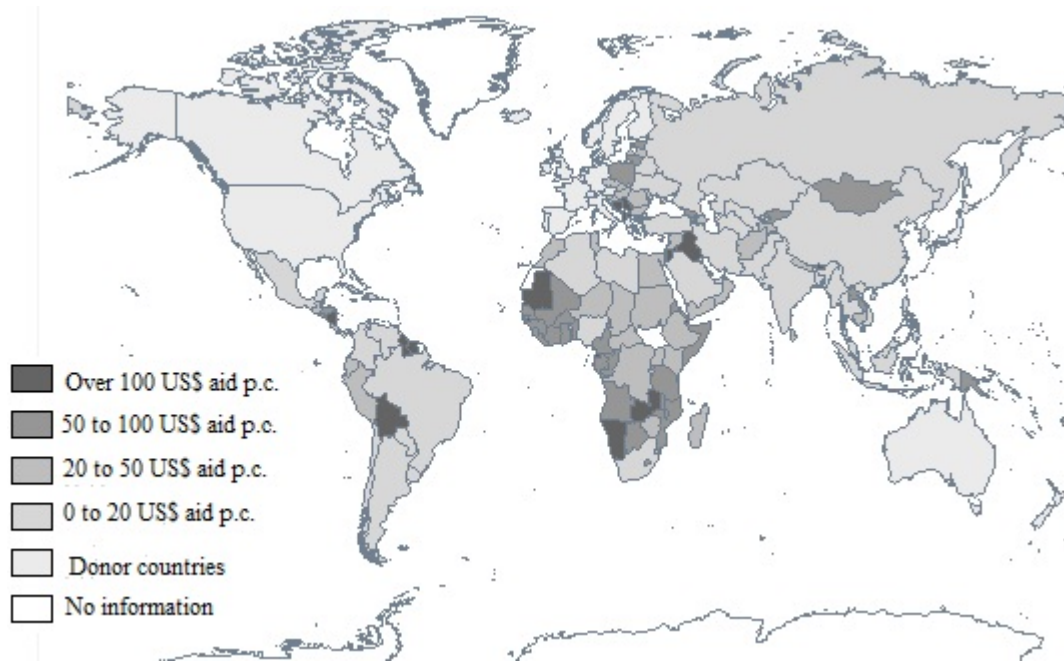 Over 100 US$ aid p.c.
50 to 100 US$ aid p.c.
20 to 50 US$ aid p.c.
0 to 20 US$ aid p.c.
Donor countries
No information